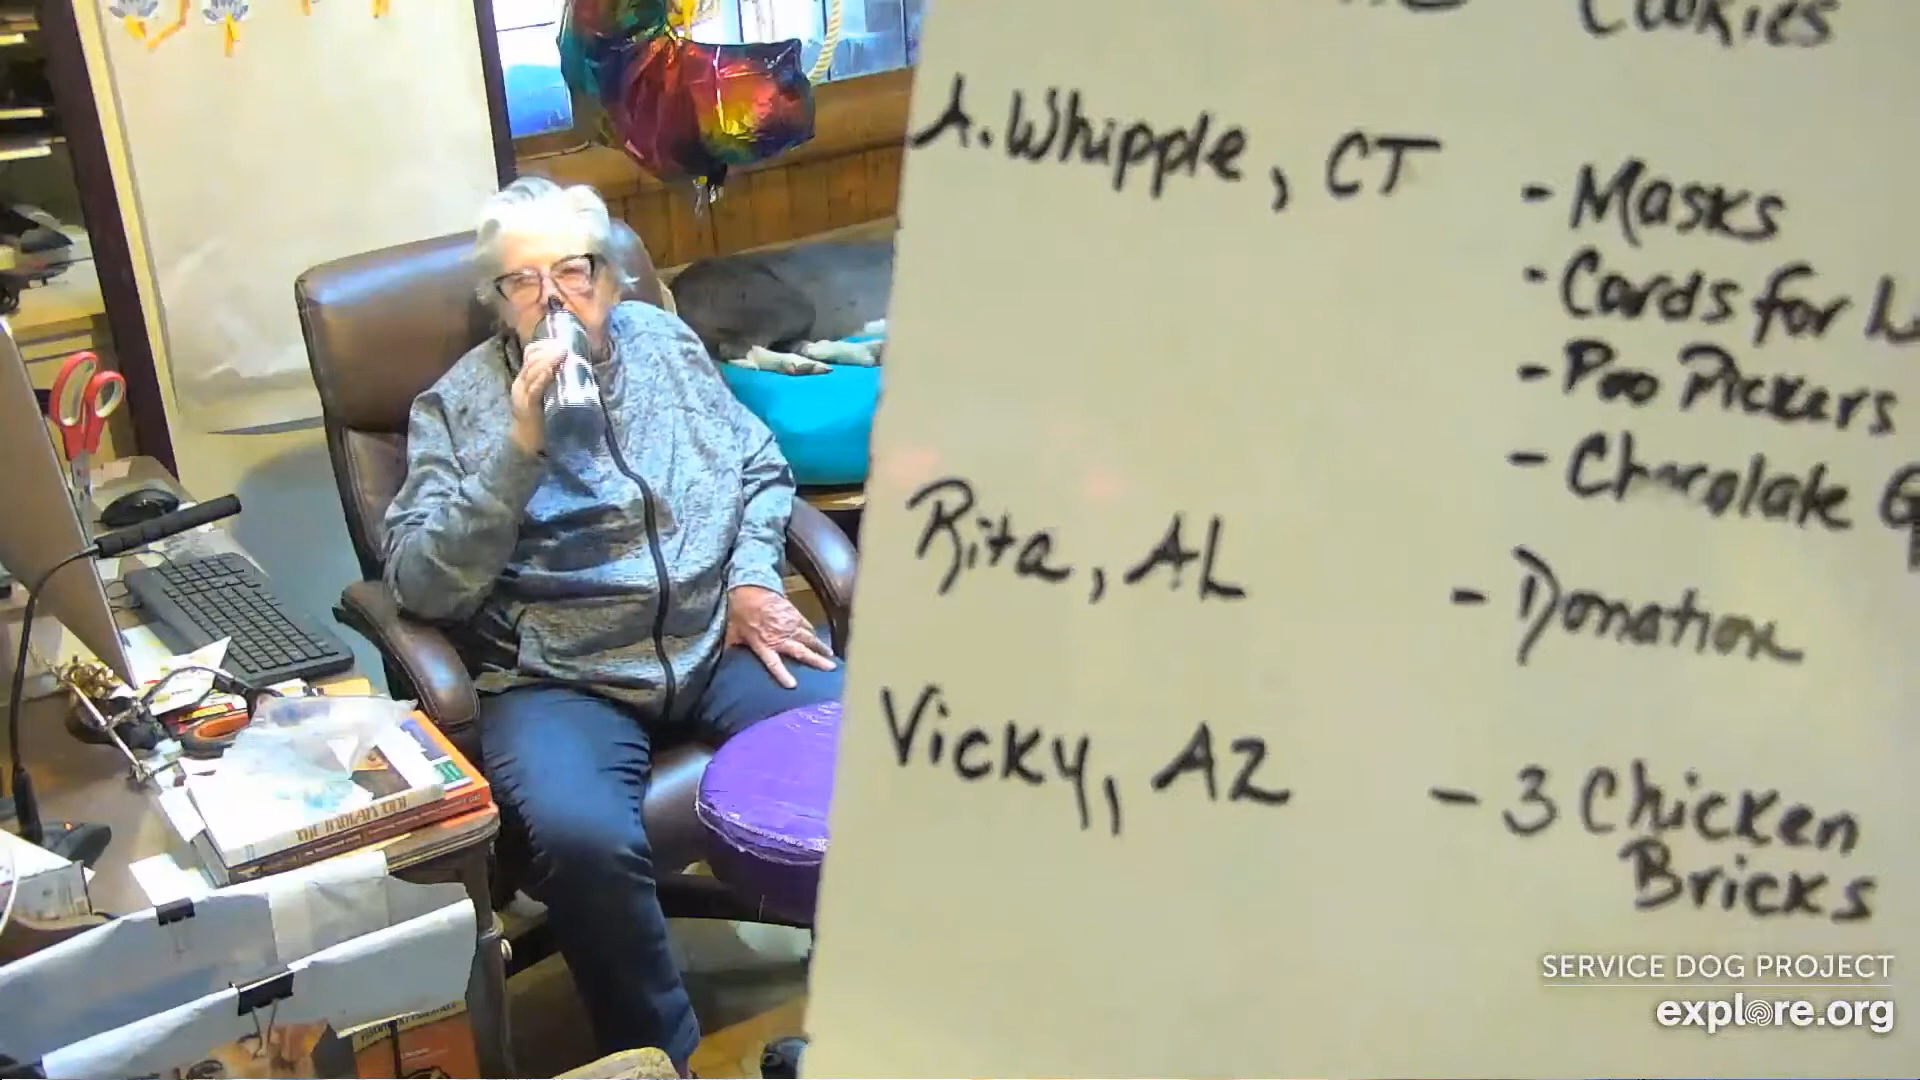 Cookies
A. Whipple, CT
- Masks
- Cards for
- Poo Pickers
- Chocolate
Rita, AL
- Donation
Vicky, AZ
- 3 Chicken
Bricks
SERVICE DOG PROJECT
explore.org